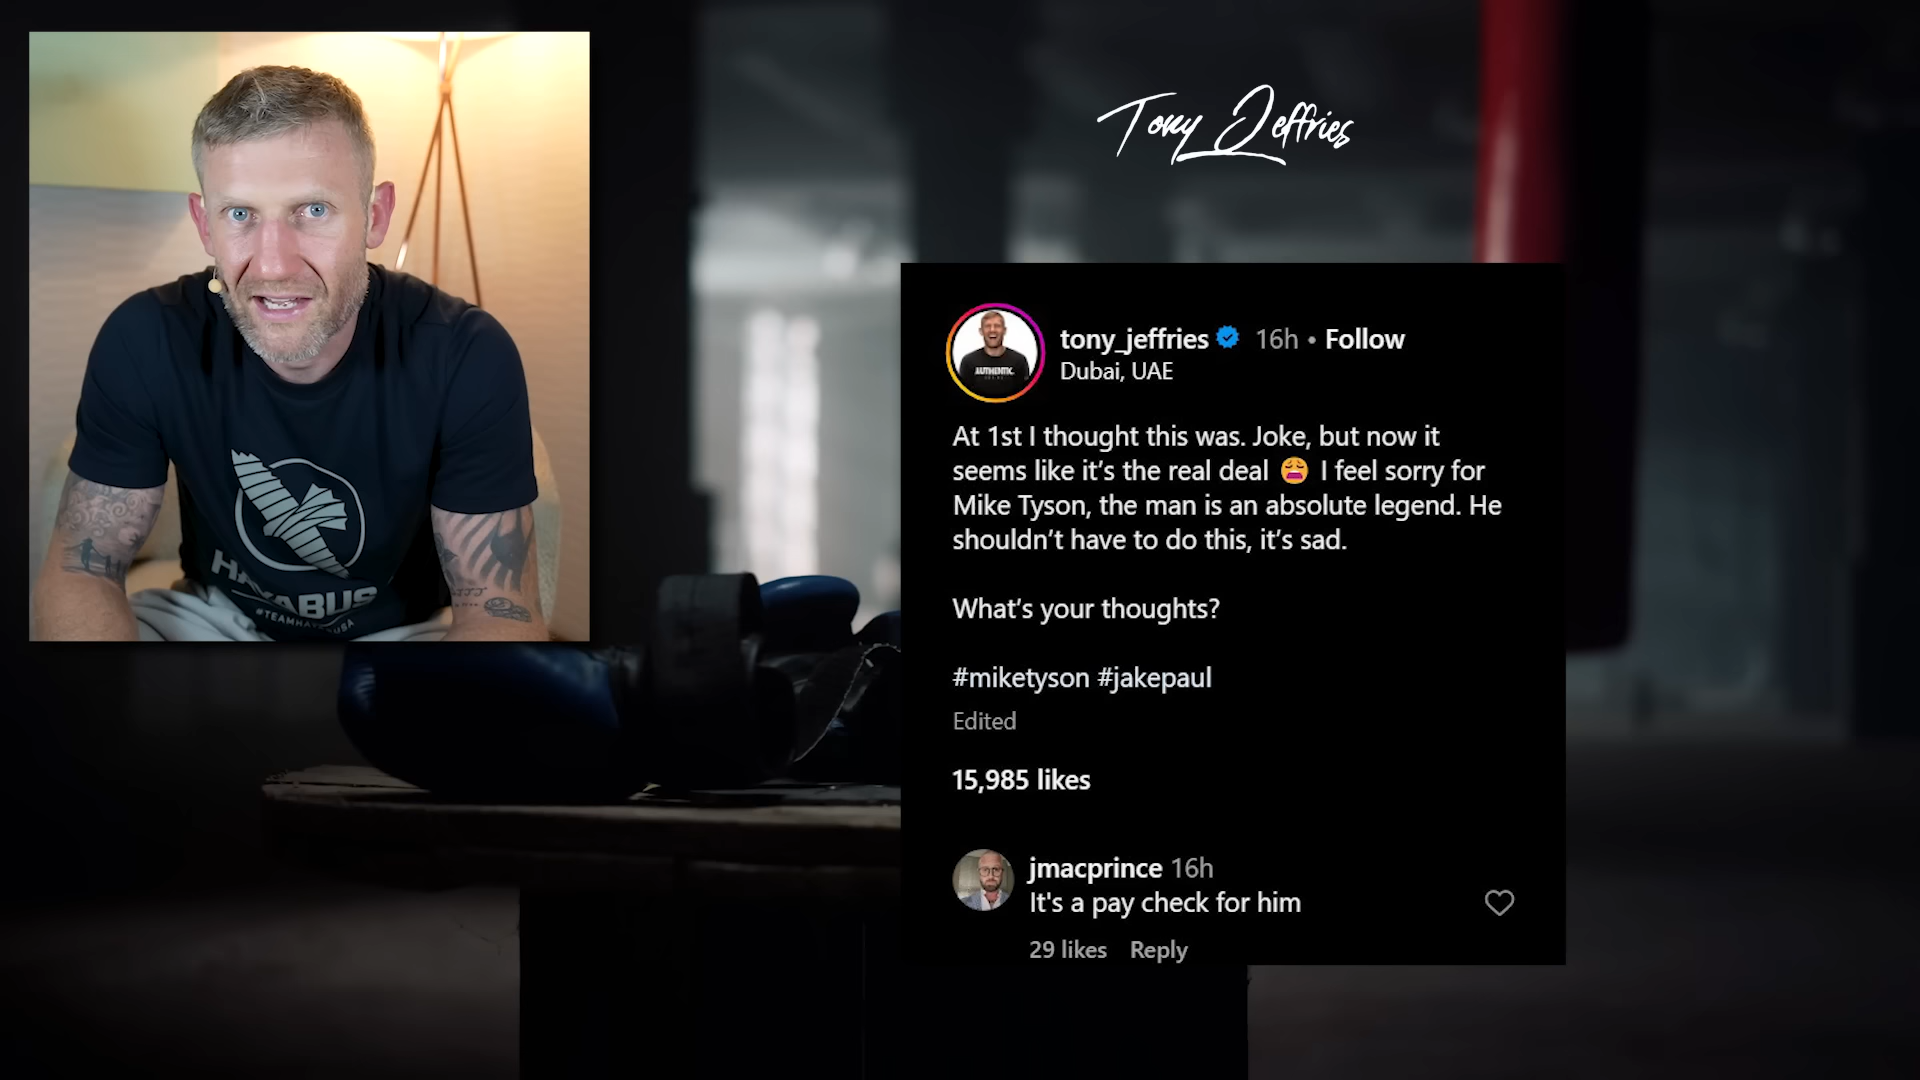 Tony Jeffries
tony_jeffries 16h • Follow
Dubai, UAE
AUTHENTIC
At 1st I thought this was. Joke, but now it
seems like it's the real deal 😩 I feel sorry for
Mike Tyson, the man is an absolute legend. He
shouldn't have to do this, it's sad.
What's your thoughts?
#miketyson #jakepaul
Edited
15,985 likes
jmacprince 16h
It's a pay check for him
29 likes Reply